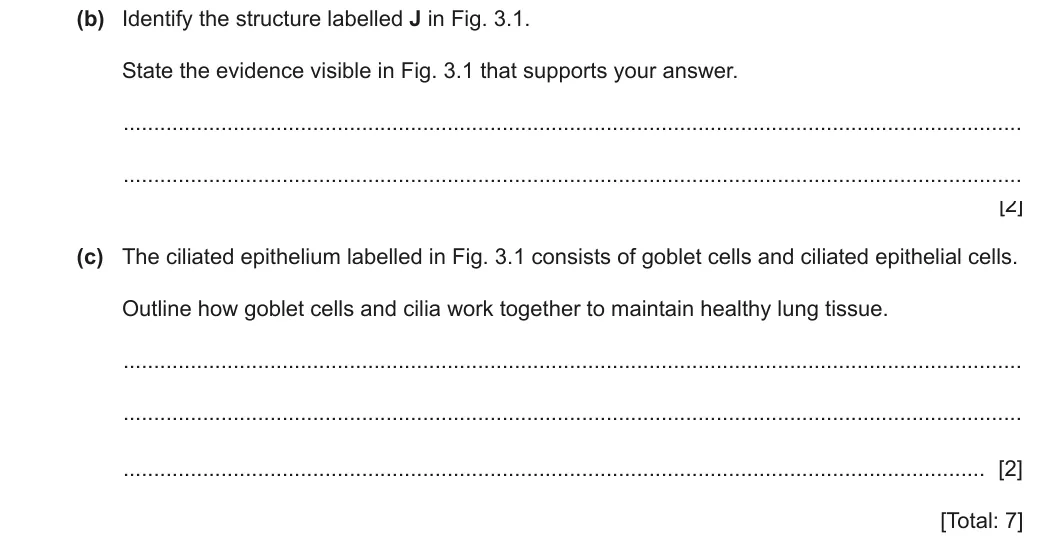 (b) Identify the structure labelled J in Fig. 3.1.
State the evidence visible in Fig. 3.1 that supports your answer.
..........................................................................................................................................
..........................................................................................................................................
[2]
(c) The ciliated epithelium labelled in Fig. 3.1 consists of goblet cells and ciliated epithelial cells.
Outline how goblet cells and cilia work together to maintain healthy lung tissue.
..........................................................................................................................................
..........................................................................................................................................
.................................................................................................................................... [2]
[Total: 7]